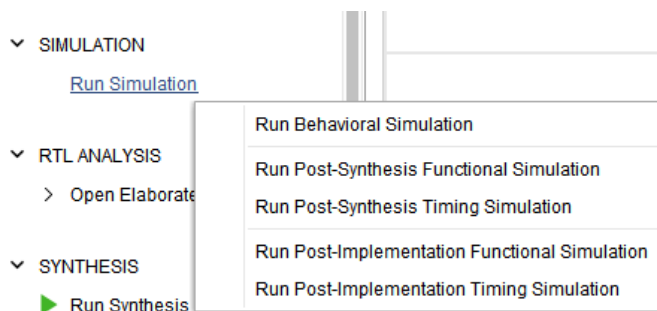 SIMULATION
Run Simulation
Run Behavioral Simulation
RTL ANALYSIS
Run Post-Synthesis Functional Simulation
Open Elaborate
Run Post-Synthesis Timing Simulation
Run Post-Implementation Functional Simulation
SYNTHESIS
Run Post-Implementation Timing Simulation
Run Synthesis